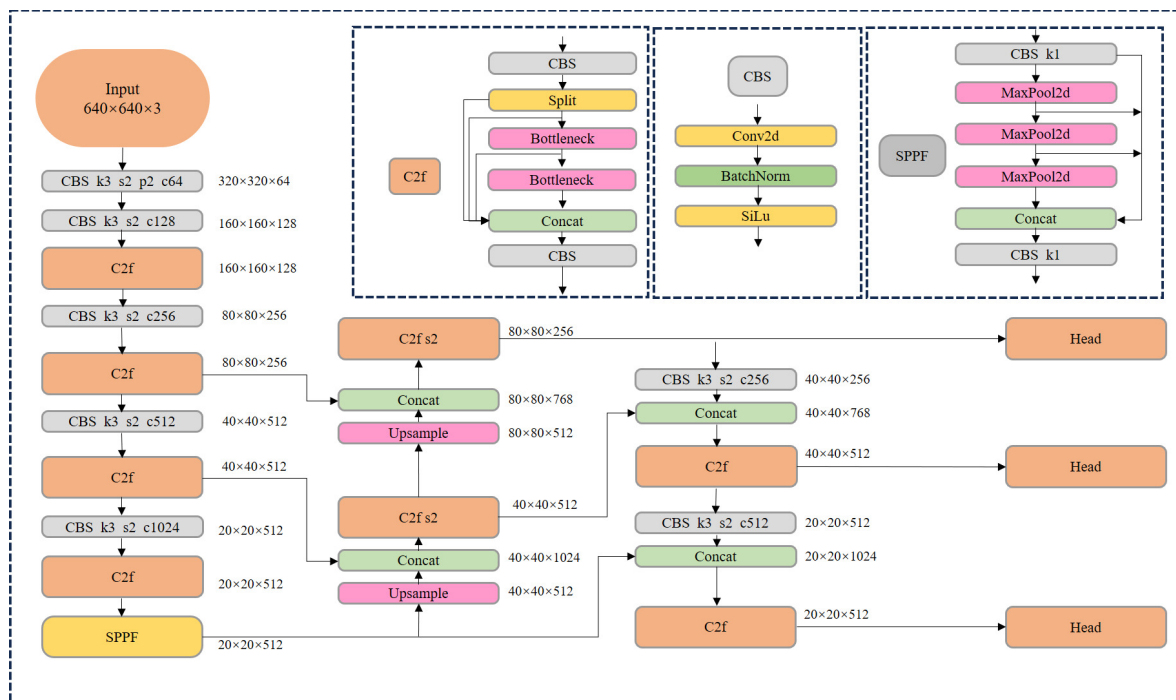 Input
640×640×3
CBS k3 s2 p2 c64
320×320×64
CBS k3 s2 c128
160×160×128
C2f
160×160×128
CBS k3 s2 c256
80×80×256
C2f
80×80×256
CBS k3 s2 c512
40×40×512
C2f
40×40×512
CBS k3 s2 c1024
20×20×512
C2f
20×20×512
SPPF
20×20×512
C2f
CBS
Split
Bottleneck
Bottleneck
Concat
CBS
CBS
Conv2d
BatchNorm
SiLu
SPPF
CBS k1
MaxPool2d
MaxPool2d
MaxPool2d
Concat
CBS k1
C2f s2
80×80×256
Concat
80×80×768
Upsample
80×80×512
C2f s2
40×40×512
Concat
40×40×1024
Upsample
40×40×512
CBS k3 s2 c256
40×40×256
Concat
40×40×768
C2f
40×40×512
CBS k3 s2 c512
20×20×512
Concat
20×20×1024
C2f
20×20×512
Head
Head
Head